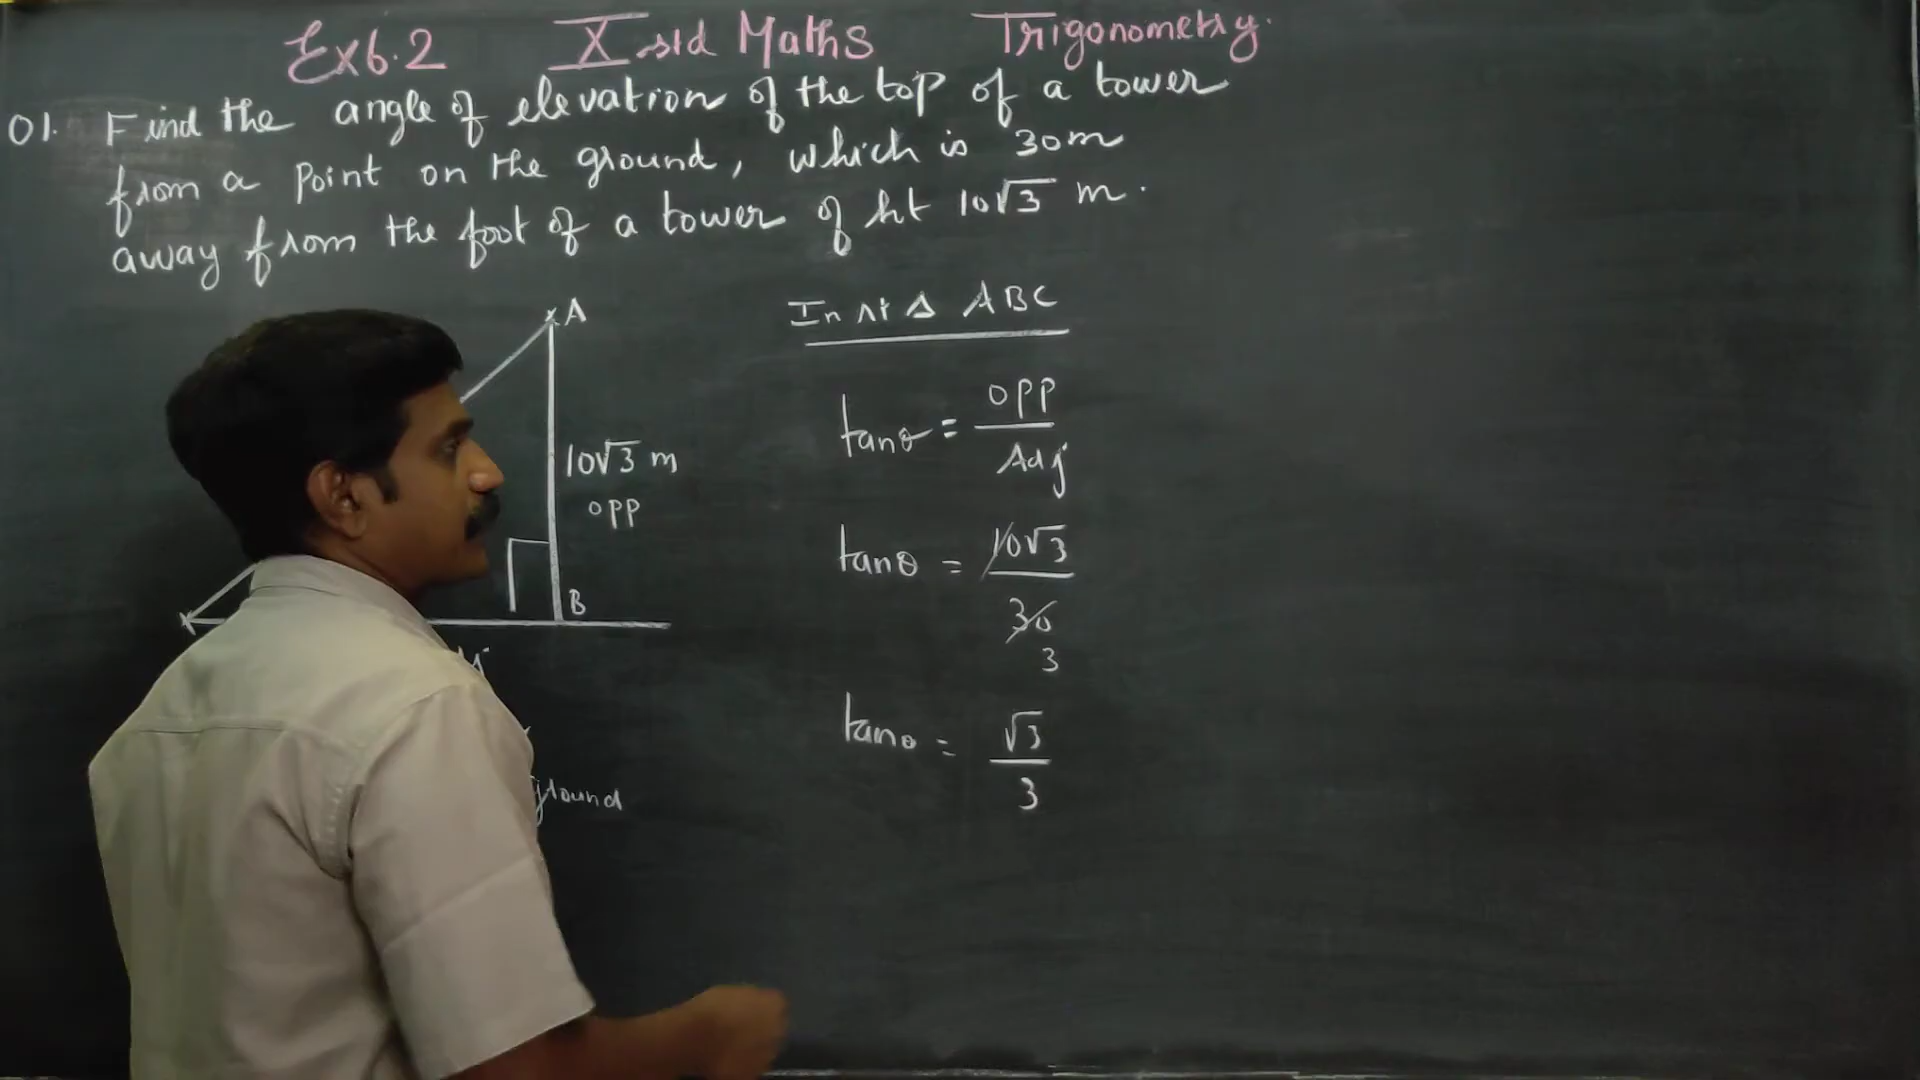 Ex 6.2 X std Maths Trigonometry.
01. Find the angle of elevation of the top of a tower
from a point on the ground, which is 30m
away from the foot of a tower of ht 10√3 m.
A
10√3 m
opp
B
ground
In rt Δ ABC
tanθ = opp / Adj
tanθ = 10√3 / 30
3
tanθ = √3 / 3